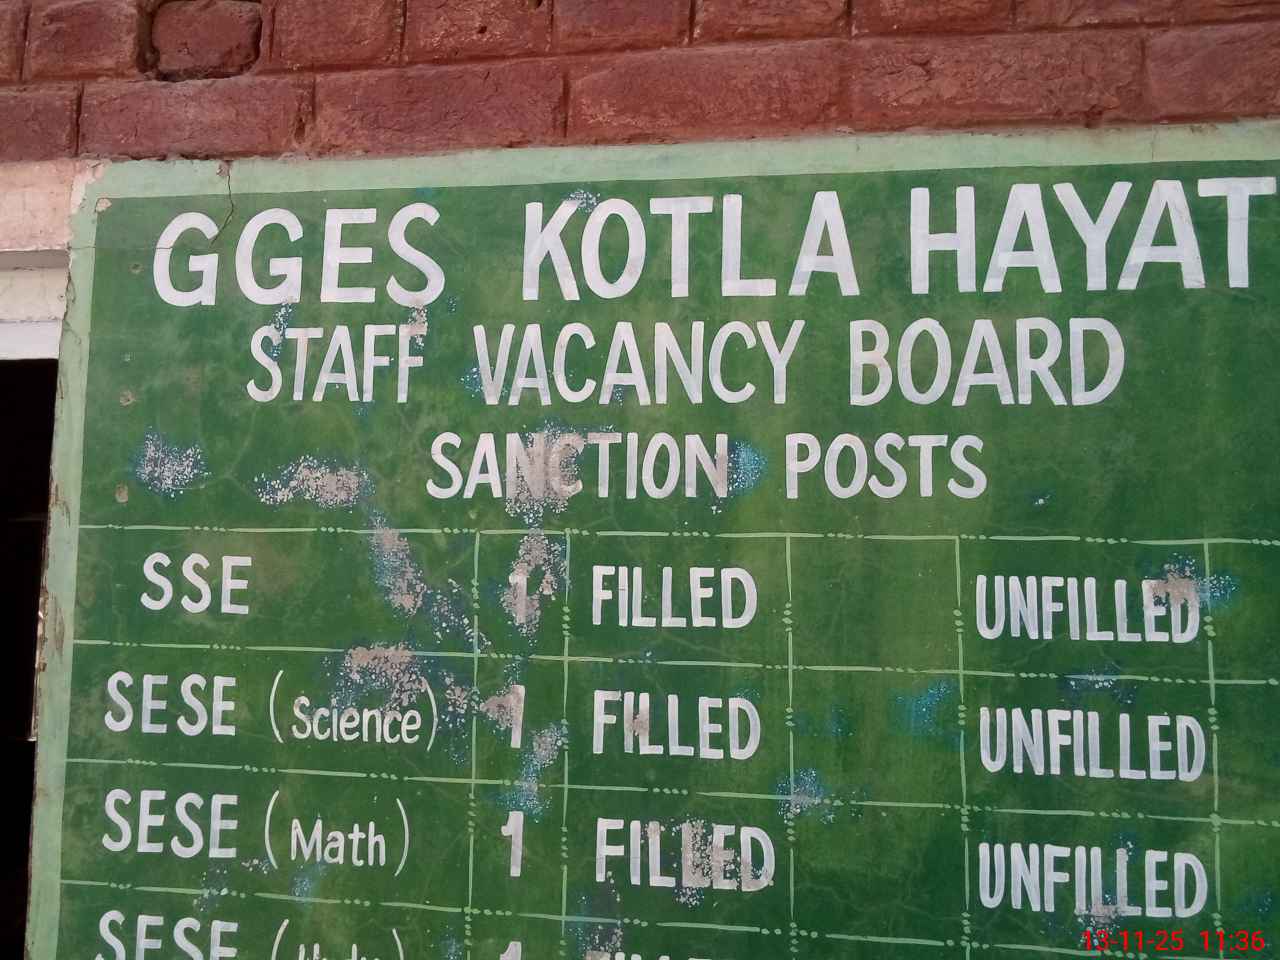 GGES KOTLA HAYAT
STAFF VACANCY BOARD
SANCTION POSTS
SSE 1 FILLED UNFILLED
SESE (Science) 1 FILLED UNFILLED
SESE (Math) 1 FILLED UNFILLED
SESE 1
13-11-25 11:36